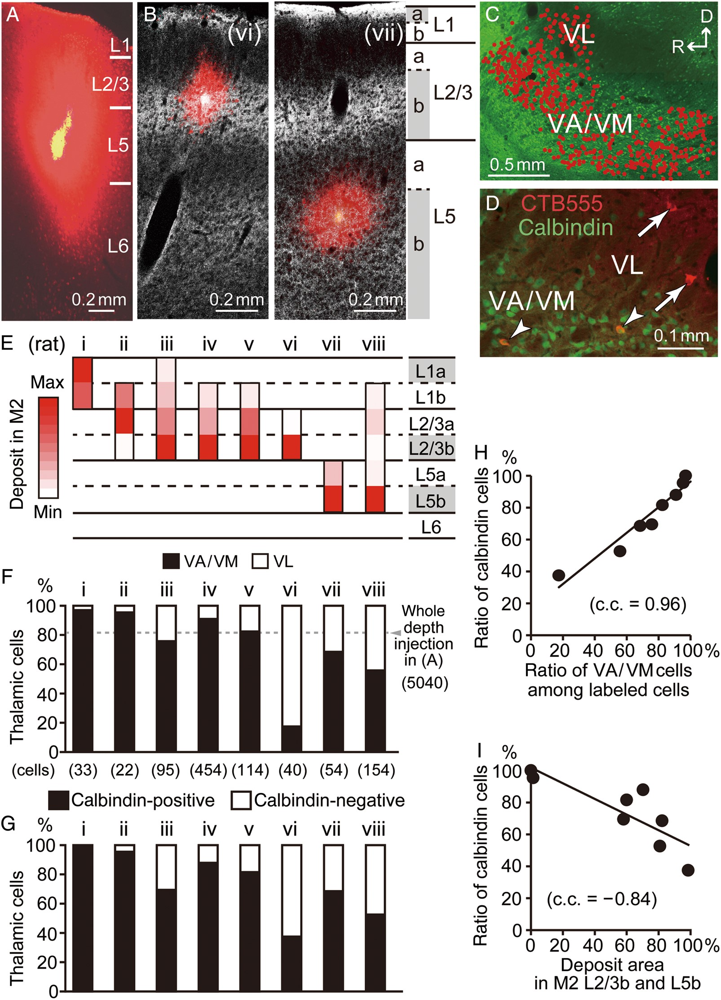 A
L1
L2/3
L5
L6
0.2 mm
B
(vi)
0.2 mm
(vii)
0.2 mm
a
b
L1
a
b
L2/3
a
b
L5
C
VL
D
R
VA/VM
0.5 mm
D
CTB555
Calbindin
VL
VA/VM
0.1 mm
E (rat) i ii iii iv v vi vii viii
Max
Deposit in M2
Min
L1a
L1b
L2/3a
L2/3b
L5a
L5b
L6
VA/VM VL
F % i ii iii iv v vi vii viii
Thalamic cells
100
80
60
40
20
0
Whole
depth
injection
in (A)
(5040)
(cells) (33) (22) (95) (454) (114) (40) (54) (154)
Calbindin-positive Calbindin-negative
G % i ii iii iv v vi vii viii
Thalamic cells
100
80
60
40
20
0
H %
Ratio of calbindin cells
100
80
60
40
20
0
(c.c. = 0.96)
0 20 40 60 80 100%
Ratio of VA/VM cells
among labeled cells
I %
Ratio of calbindin cells
100
80
60
40
20
0
(c.c. = −0.84)
0 20 40 60 80 100%
Deposit area
in M2 L2/3b and L5b